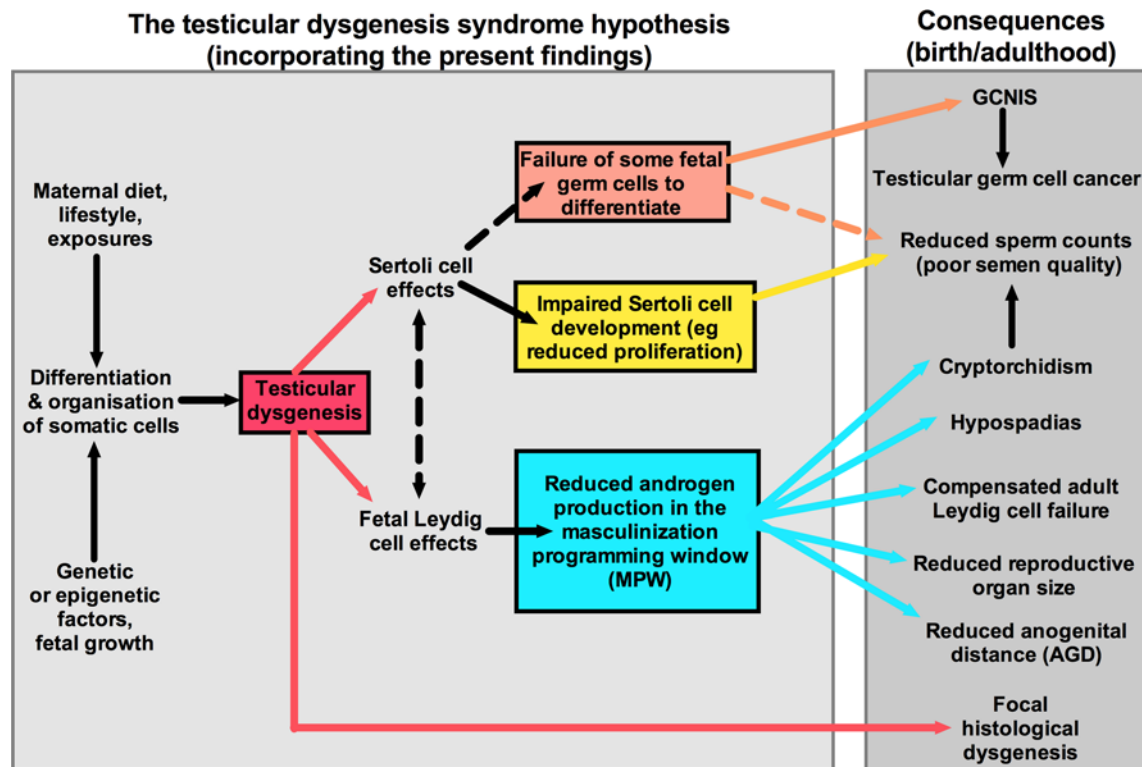 The testicular dysgenesis syndrome hypothesis
(incorporating the present findings)
Consequences
(birth/adulthood)
Maternal diet,
lifestyle,
exposures
Differentiation
& organisation
of somatic cells
Genetic
or epigenetic
factors,
fetal growth
Testicular
dysgenesis
Sertoli cell
effects
Fetal Leydig
cell effects
Failure of some fetal
germ cells to
differentiate
Impaired Sertoli cell
development (eg
reduced proliferation)
Reduced androgen
production in the
masculinization
programming window
(MPW)
GCNIS
Testicular germ cell cancer
Reduced sperm counts
(poor semen quality)
Cryptorchidism
Hypospadias
Compensated adult
Leydig cell failure
Reduced reproductive
organ size
Reduced anogenital
distance (AGD)
Focal
histological
dysgenesis